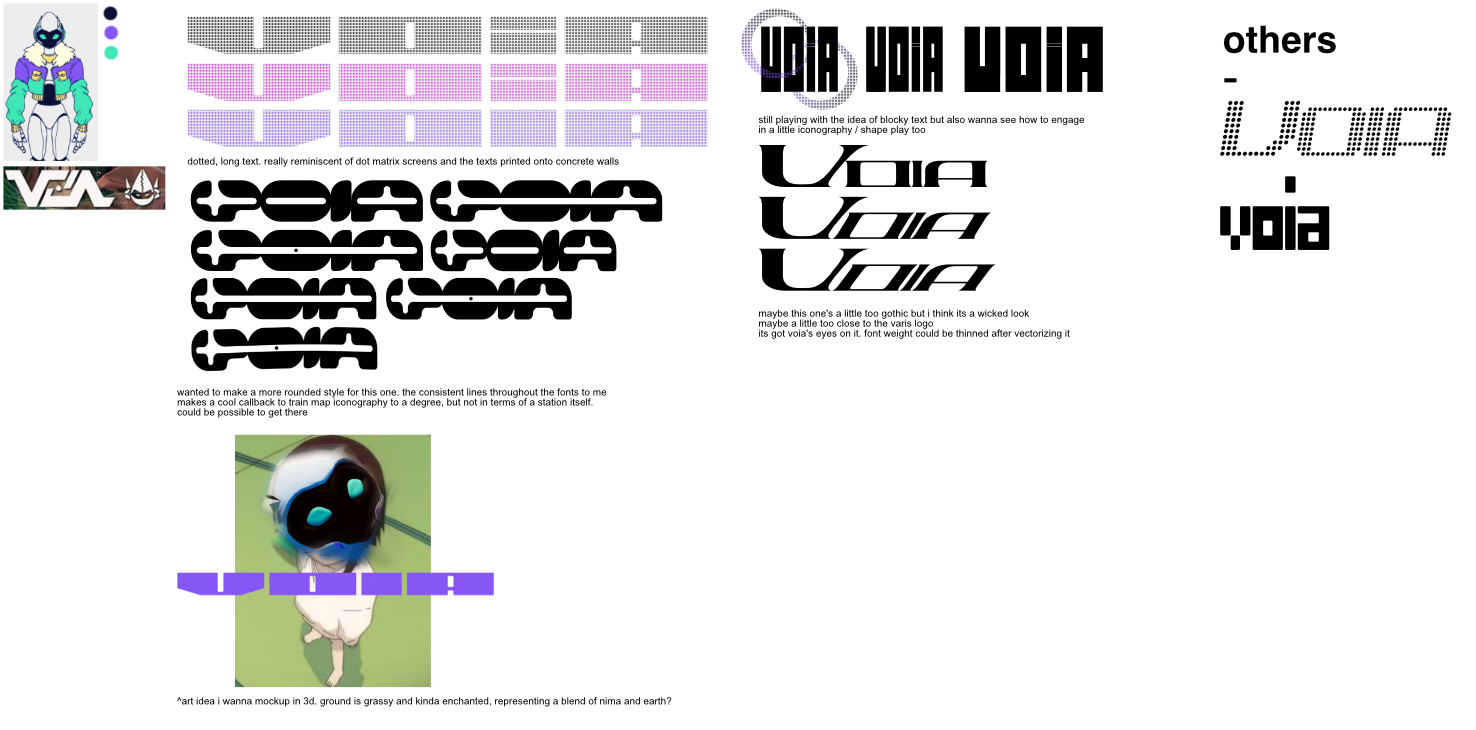 VOIA
VOIA
VOIA
dotted, long text. really reminiscent of dot matrix screens and the texts printed onto concrete walls
VOIA VOIA
VOIA VOIA
VOIA VOIA
VOIA
wanted to make a more rounded style for this one. the consistent lines throughout the fonts to me
makes a cool callback to train map iconography to a degree, but not in terms of a station itself.
could be possible to get there
VOIA
^art idea i wanna mockup in 3d. ground is grassy and kinda enchanted, representing a blend of nima and earth?
VOiA VOiA VOiA
still playing with the idea of blocky text but also wanna see how to engage
in a little iconography / shape play too
VOIA
VOIA
VOIA
maybe this one's a little too gothic but i think its a wicked look
maybe a little too close to the varis logo
its got voia's eyes on it. font weight could be thinned after vectorizing it
others
-
VOIA
voia